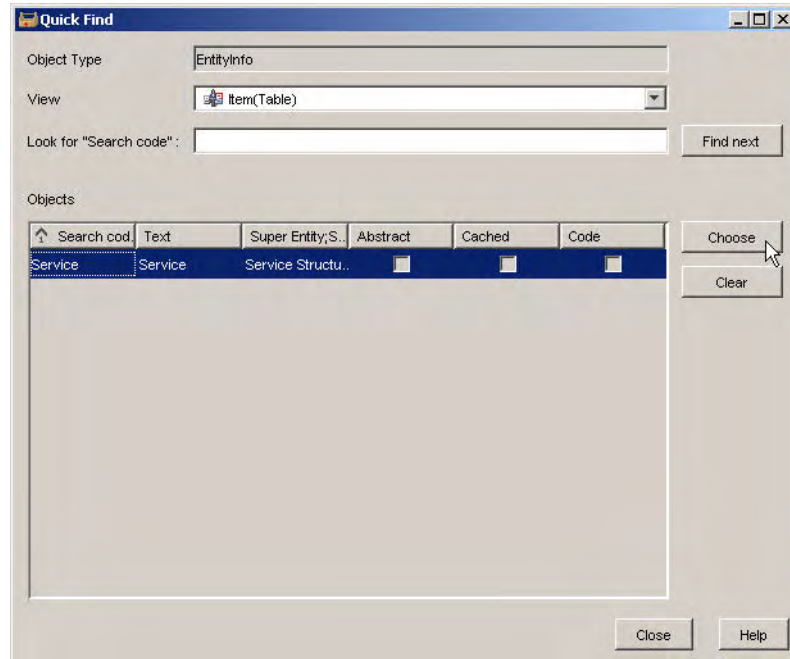 Quick Find
Object Type EntityInfo
View Item(Table)
Look for "Search code" : Find next
Objects
1 Search cod. Text Super Entity;S.. Abstract Cached Code Choose
Service Service Service Structu.. Clear
Close Help